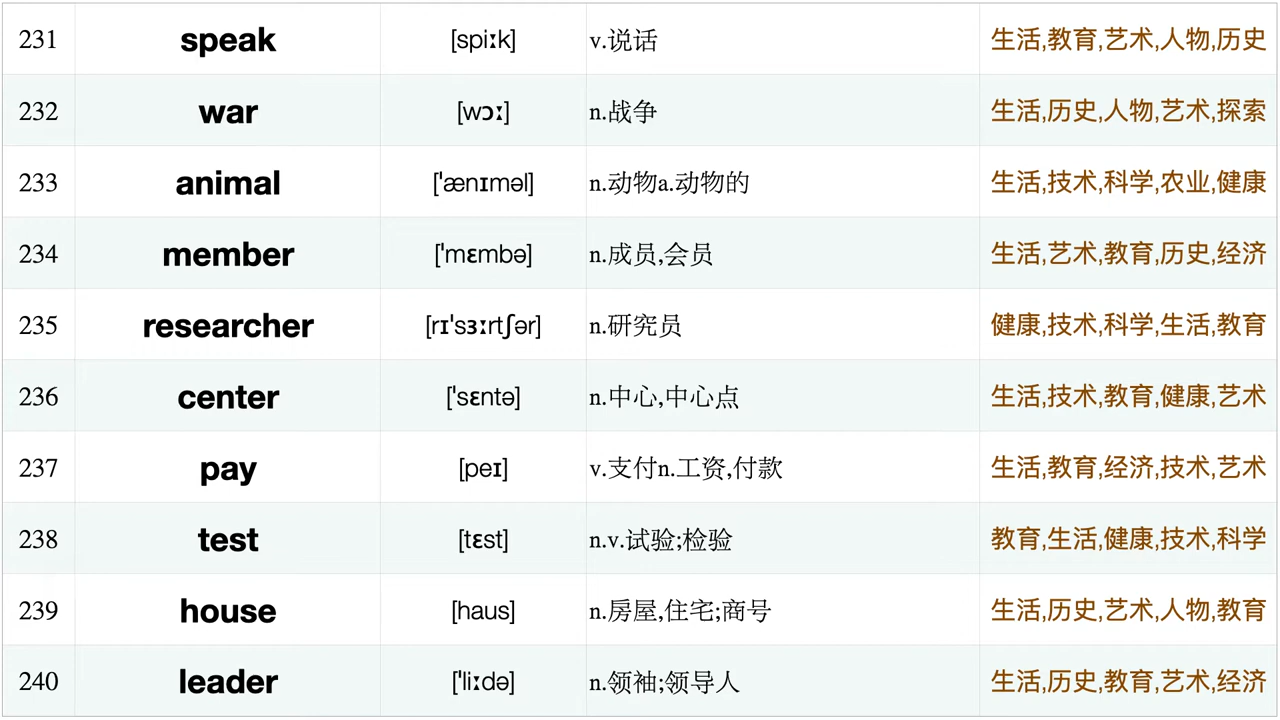 231 speak [spiːk] v.说话 生活,教育,艺术,人物,历史
232 war [wɔː] n.战争 生活,历史,人物,艺术,探索
233 animal ['ænɪməl] n.动物a.动物的 生活,技术,科学,农业,健康
234 member ['mɛmbə] n.成员,会员 生活,艺术,教育,历史,经济
235 researcher [rɪ'sɜːrtʃər] n.研究员 健康,技术,科学,生活,教育
236 center ['sɛntə] n.中心,中心点 生活,技术,教育,健康,艺术
237 pay [peɪ] v.支付n.工资,付款 生活,教育,经济,技术,艺术
238 test [tɛst] n.v.试验;检验 教育,生活,健康,技术,科学
239 house [haus] n.房屋,住宅;商号 生活,历史,艺术,人物,教育
240 leader ['liːdə] n.领袖;领导人 生活,历史,教育,艺术,经济